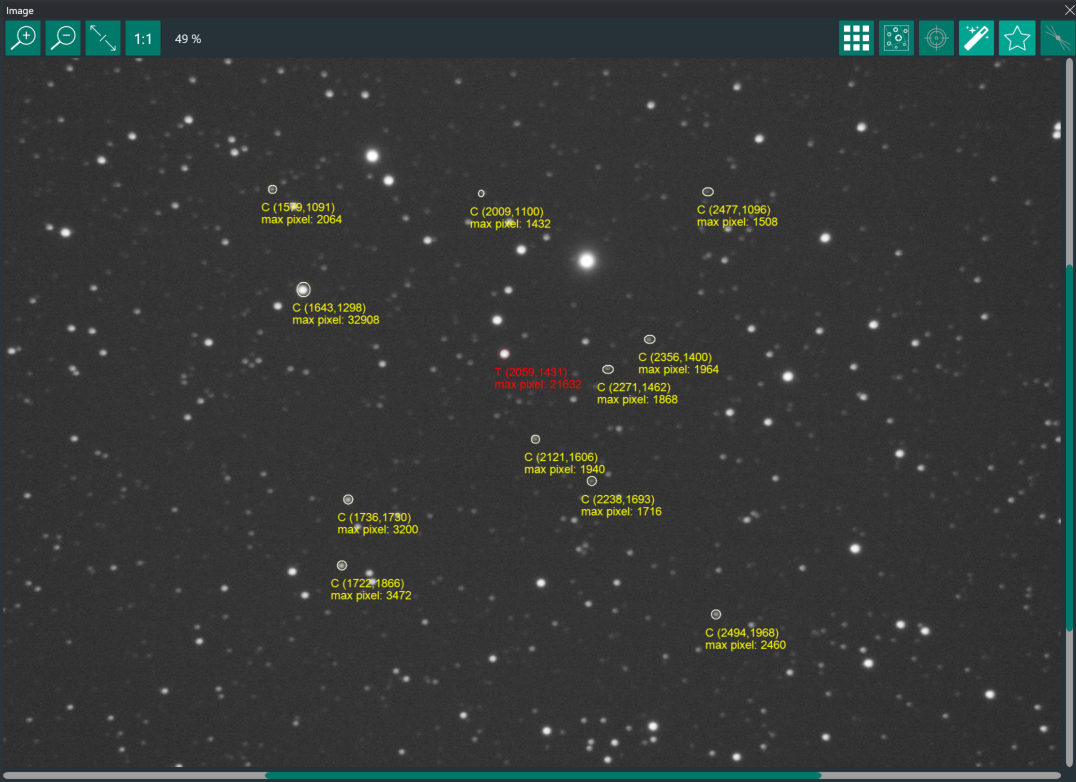 Image
1:1
49 %
C (1579,1091)
max pixel: 2064
C (2009,1100)
max pixel: 1432
C (2477,1096)
max pixel: 1508
C (1643,1298)
max pixel: 32908
C (2356,1400)
max pixel: 1964
T (2059,1431)
max pixel: 21632
C (2271,1462)
max pixel: 1868
C (2121,1606)
max pixel: 1940
C (2238,1693)
max pixel: 1716
C (1736,1730)
max pixel: 3200
C (1722,1866)
max pixel: 3472
C (2494,1968)
max pixel: 2460